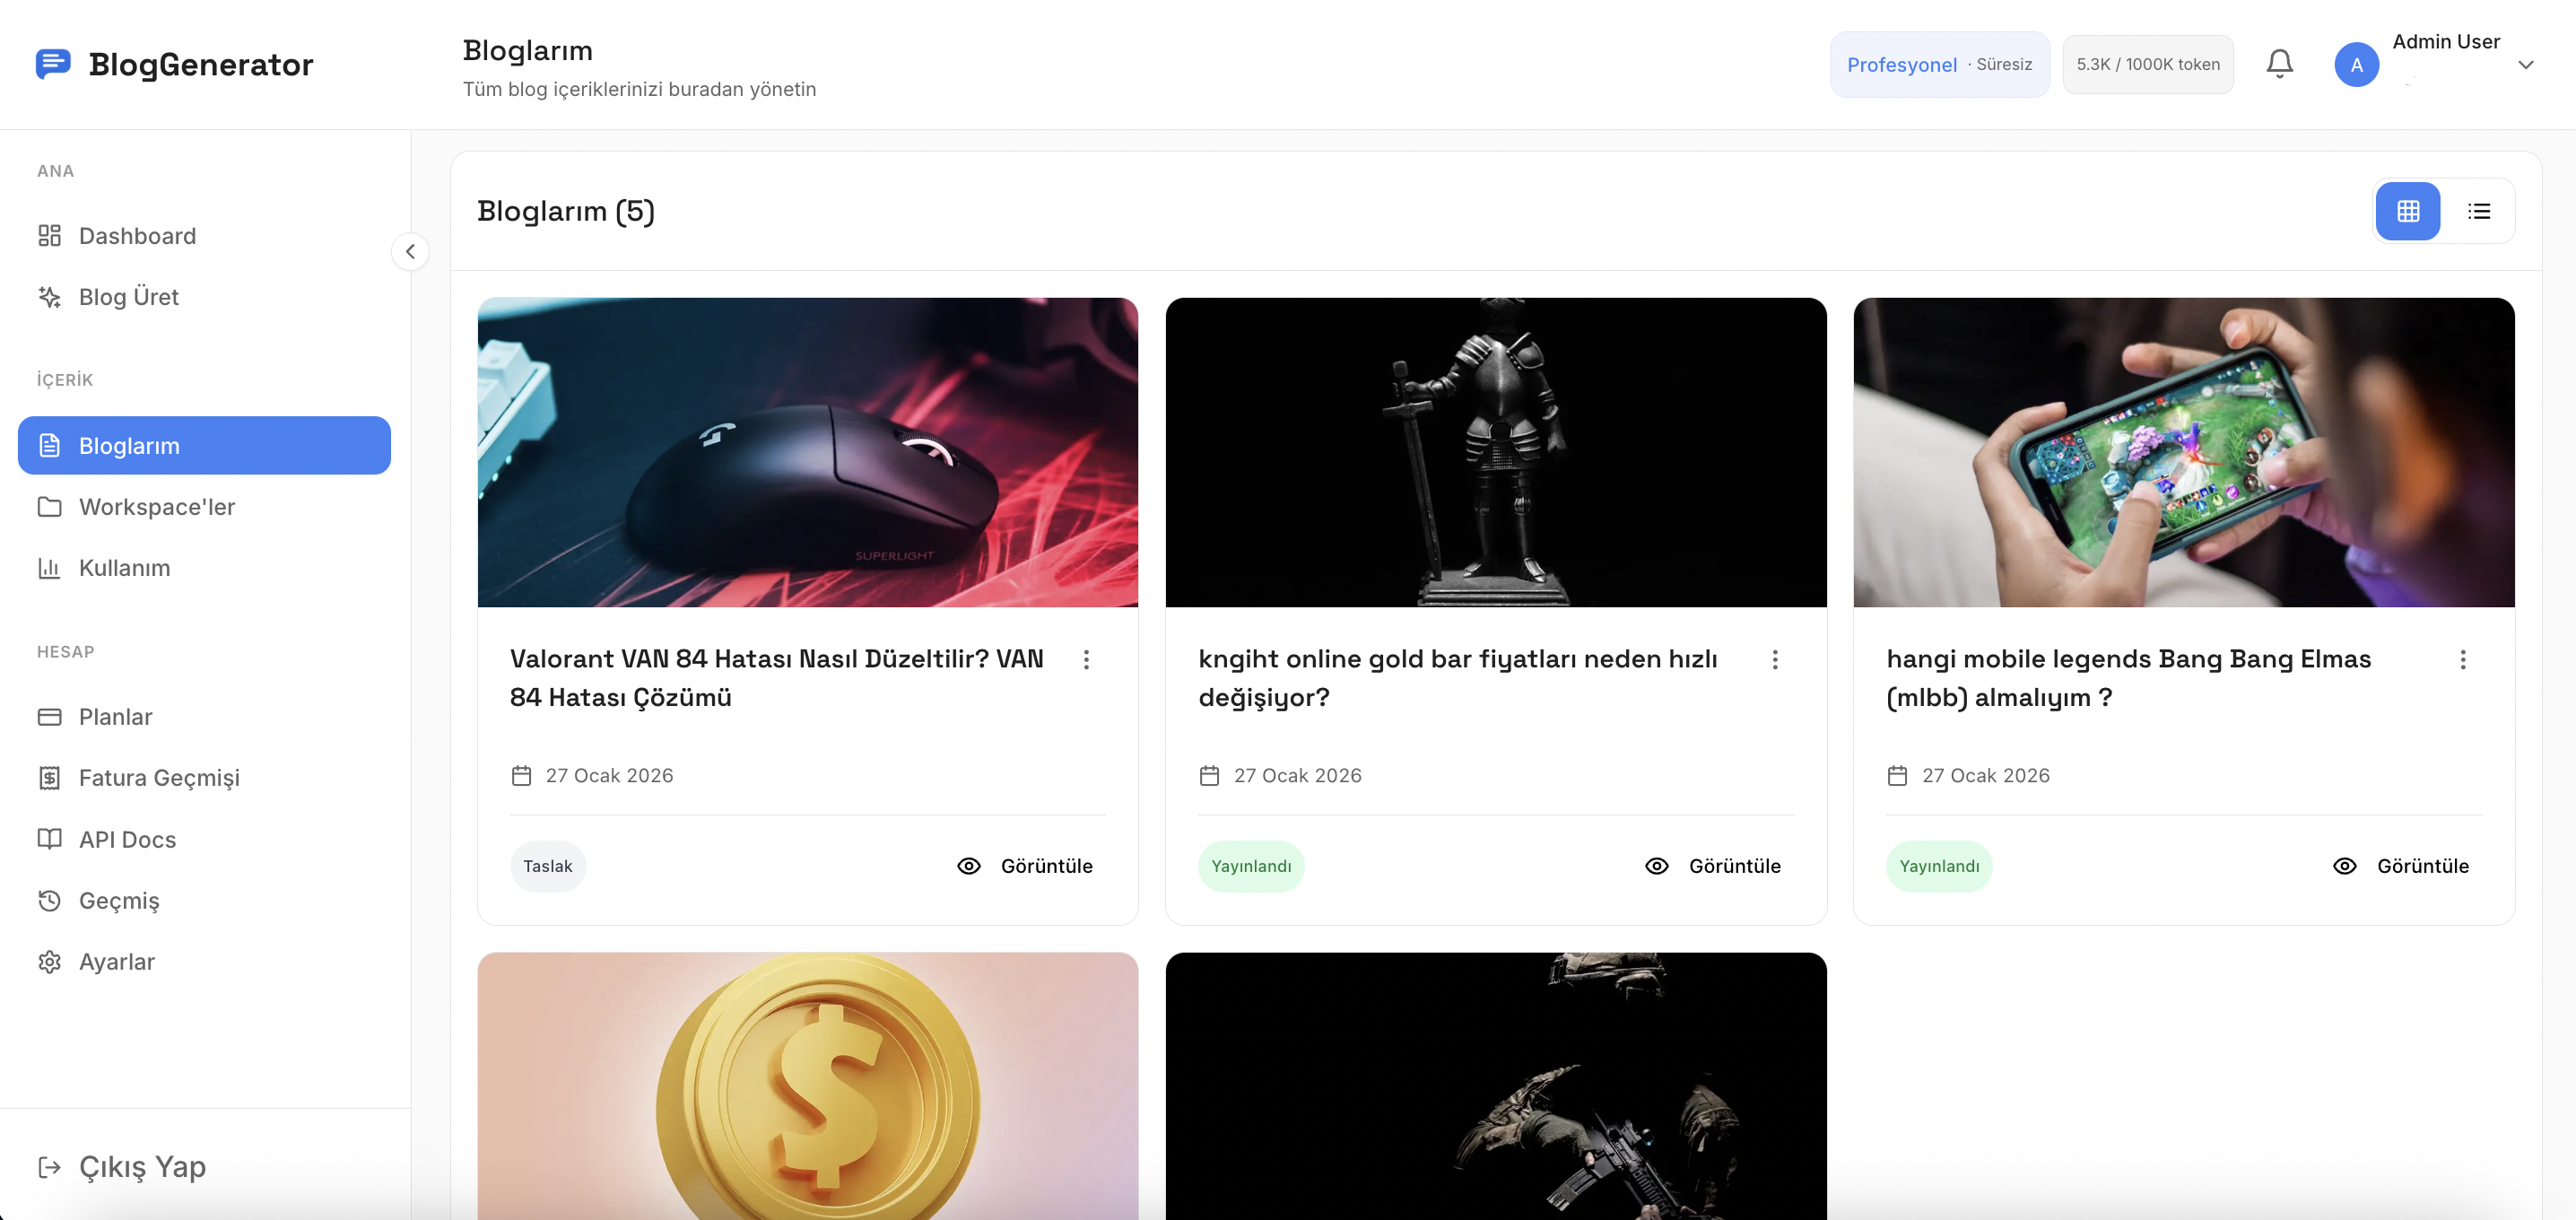 BlogGenerator
Bloglarım
Tüm blog içeriklerinizi buradan yönetin
Profesyonel · Süresiz
5.3K / 1000K token
A
Admin User
ANA
Dashboard
Blog Üret
İÇERİK
Bloglarım
Workspace'ler
Kullanım
HESAP
Planlar
Fatura Geçmişi
API Docs
Geçmiş
Ayarlar
Çıkış Yap
Bloglarım (5)
SUPERLIGHT
Valorant VAN 84 Hatası Nasıl Düzeltilir? VAN
84 Hatası Çözümü
27 Ocak 2026
Taslak
Görüntüle
kngiht online gold bar fiyatları neden hızlı
değişiyor?
27 Ocak 2026
Yayınlandı
Görüntüle
hangi mobile legends Bang Bang Elmas
(mlbb) almalıyım ?
27 Ocak 2026
Yayınlandı
Görüntüle
$